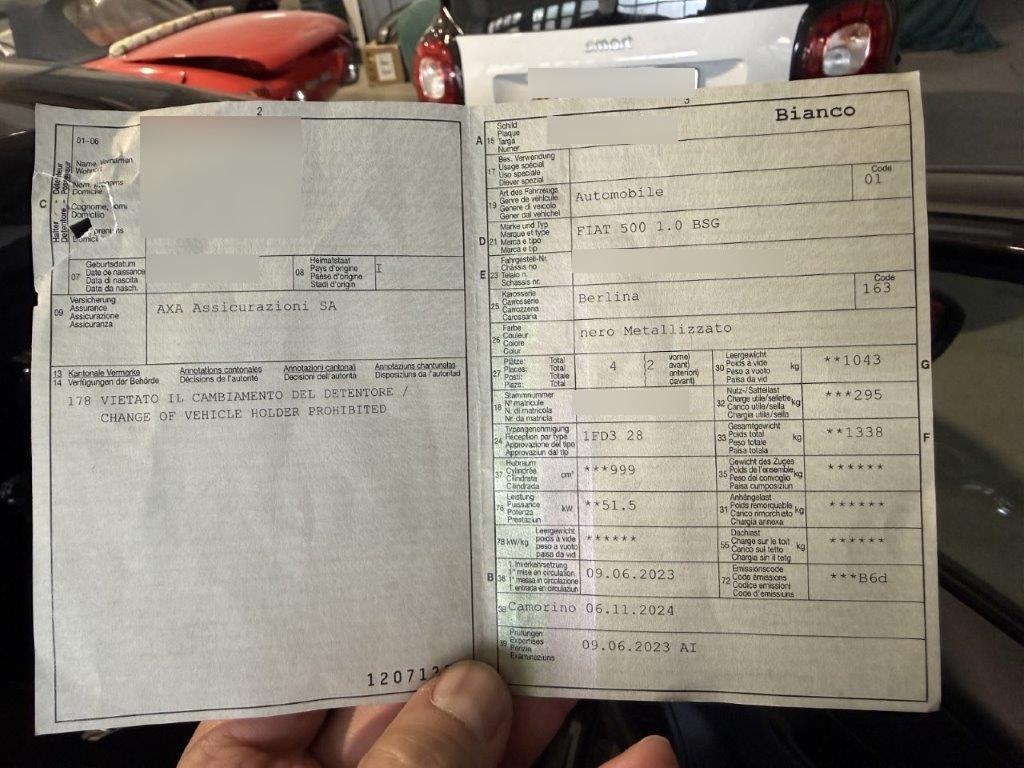 smart
2
3
01-06
Halter Détenteur
Detentore Possessur
Name, Vornamen
Wohnort
Nom, prénoms
Domicile
Cognome, nomi
Domicilio
prenums
Domicil
C
07
Geburtsdatum
Date de naissance
Data di nascita
Data da nasch.
08
Heimatstaat
Pays d'origine
Paese d'origine
Stadi d'origin
I
09
Versicherung
Assurance
Assicurazione
Assicuranza
AXA Assicurazioni SA
13 Kantonale Vermerke
14 Verfügungen der Behörde
Annotations cantonales
Décisions de l'autorité
Annotazioni cantonali
Decisioni dell'autorità
Annotaziuns chantunalas
Disposiziuns da l'autoritad
178 VIETATO IL CAMBIAMENTO DEL DETENTORE /
CHANGE OF VEHICLE HOLDER PROHIBITED
Bianco
A 15
Schild
Plaque
Targa
Numer
17
Bes. Verwendung
Usage spécial
Uso speciale
Diever spezial
19
Art des Fahrzeugs
Genre de véhicule
Genere di veicolo
Gener dal vehichel
Automobile
Code
01
D 21
Marke und Typ
Marque et type
Marca e tipo
Marca e tip
FIAT 500 1.0 BSG
E 23
Fahrgestell-Nr.
Châssis no
Telaio n.
Schassis nr.
25
Karosserie
Carrosserie
Carrozzeria
Carossaria
Berlina
Code
163
26
Farbe
Couleur
Colore
Colur
nero Metallizzato
27
Plätze: Total
Places: Total
Posti: Totale
Plazs: Total
4
2
vorne)
avant)
anteriori)
davant)
30
Leergewicht
Poids à vide
Peso a vuoto
Paisa da vid
kg
**1043
G
18
Stammnummer
N° matricule
N. di matricola
Nr. da matricla
32
Nutz-/Sattellast
Charge utile/sellette
Carico utile/sella
Chargia utila/sella
kg
***295
24
Typengenehmigung
Réception par type
Approvazione del tipo
Approvaziun dal tip
1FD3 28
33
Gesamtgewicht
Poids total
Peso totale
Paisa totala
kg
**1338
F
37
Hubraum
Cylindrée
Cilindrata
Cilindrada
cm³
***999
35
Gewicht des Zuges
Poids de l'ensemble
Peso del convoglio
Paisa cumposiziun
kg
******
76
Leistung
Puissance
Potenza
Prestaziun
kW
**51.5
31
Anhängelast
Poids remorquable
Carico rimorchiato
Chargia annexa
kg
******
78 kW/kg
Leergewicht
poids à vide
peso a vuoto
paisa da vid
******
55
Dachlast
Charge sur le toit
Carico sul tetto
Chargia sin il tetg
kg
******
B 36
1. Inverkehrsetzung
1re mise en circulation
1a messa in circolazione
1. entrada en circulaziun
09.06.2023
72
Emissionscode
Code émissions
Codice emissioni
Code d'emissiuns
***B6d
38
Camorino 06.11.2024
39
Prüfungen
Expertises
Perizie
Examinaziuns
09.06.2023 AI